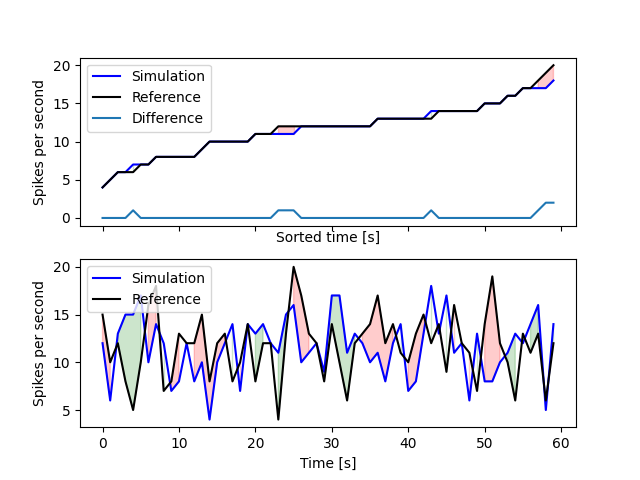 20
15
10
5
0
Spikes per second
Simulation
Reference
Difference
Sorted time [s]
20
15
10
5
Spikes per second
Simulation
Reference
0 10 20 30 40 50 60
Time [s]